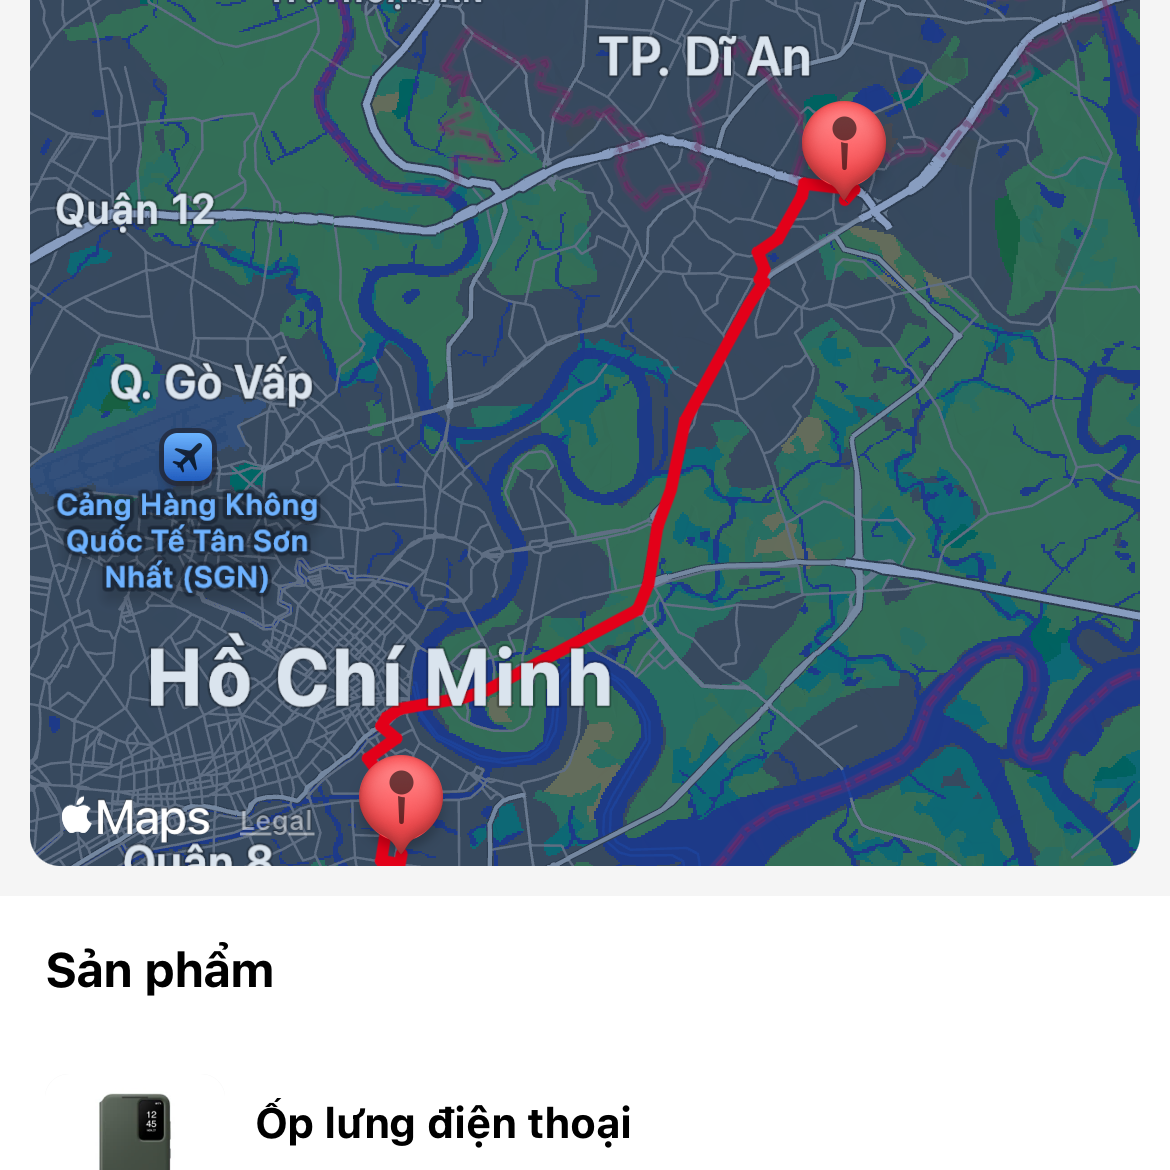 TP. Dĩ An
Quận 12
Q. Gò Vấp
Cảng Hàng Không
Quốc Tế Tân Sơn
Nhất (SGN)
Hồ Chí Minh
Maps Legal
Quận 8
Sản phẩm
12
45
Ốp lưng điện thoại